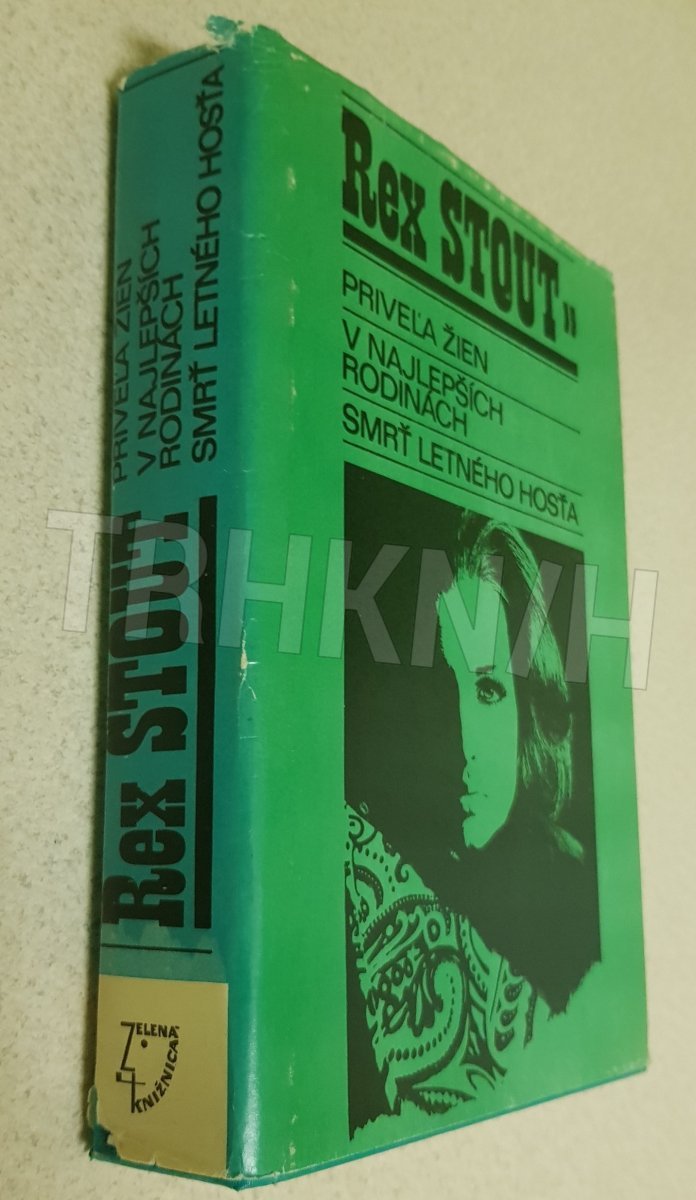 Rex STOUT"
PRIVEĽA ŽIEN
V NAJLEPŠÍCH
RODINÁCH
SMRŤ LETNÉHO HOSŤA
Rex STOUT
PRIVEĽA ŽIEN
V NAJLEPŠÍCH
RODINÁCH
SMRŤ LETNÉHO HOSŤA
ZELENÁ
KNIŽNICA
TRHKNIH